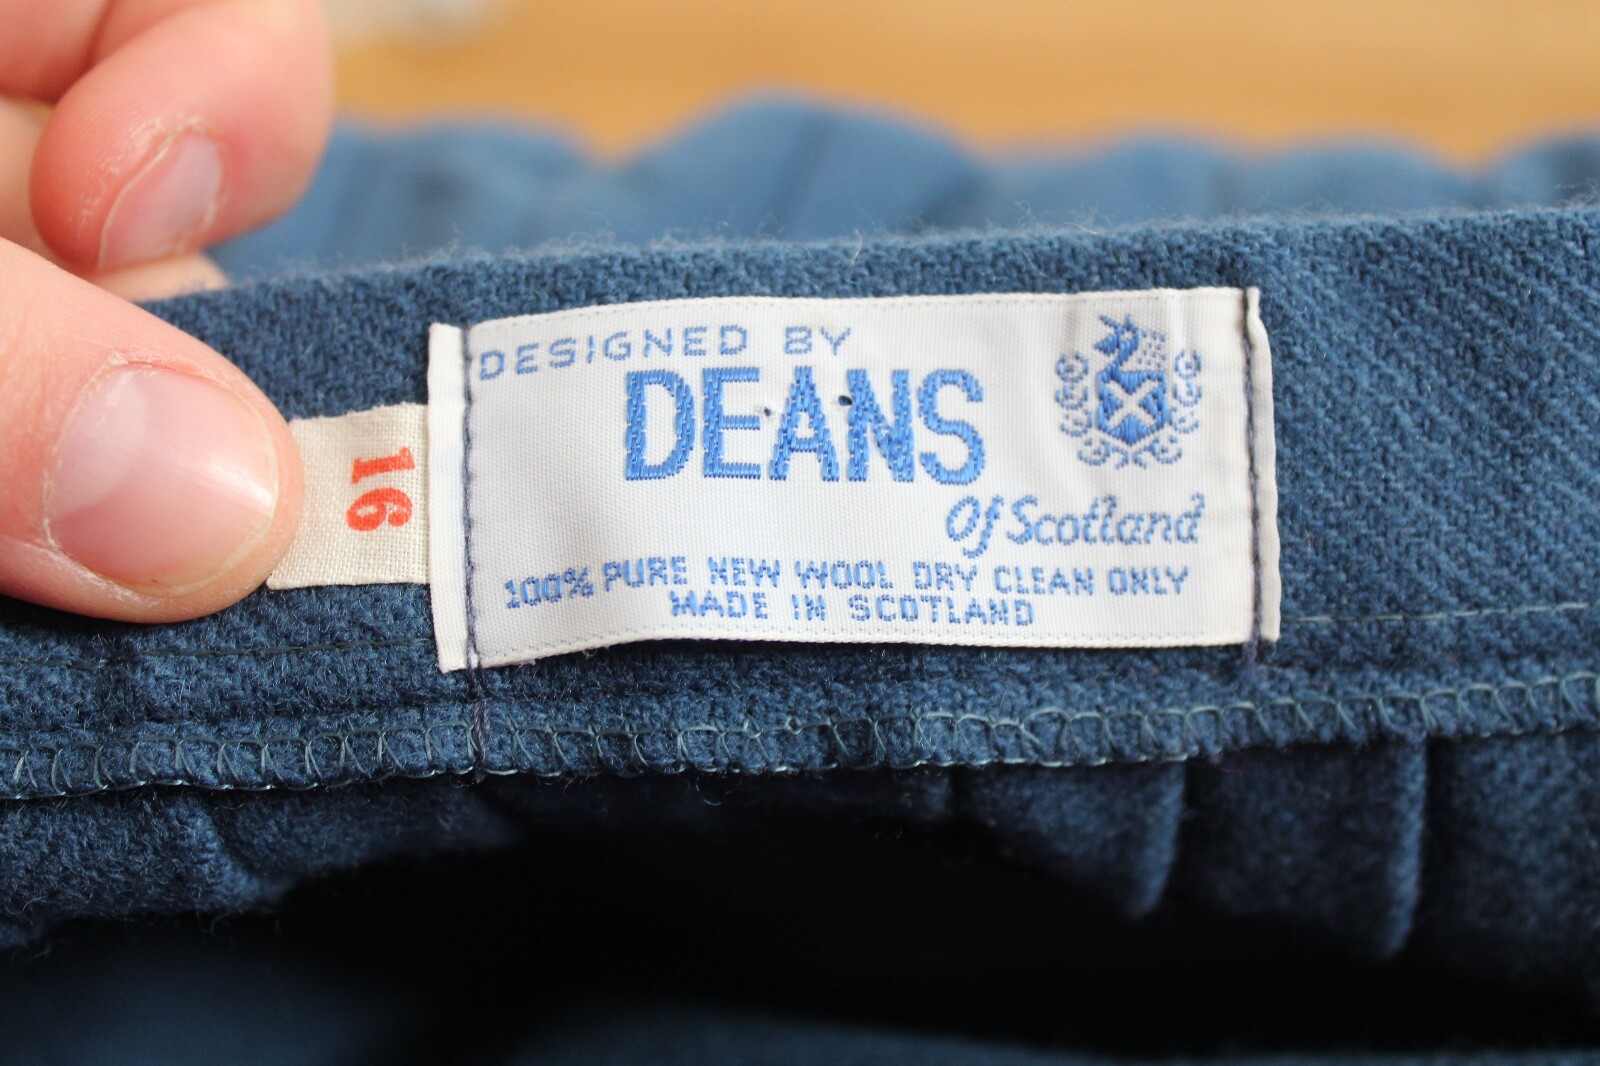 DESIGNED BY
DEANS
Of Scotland
100% PURE NEW WOOL DRY CLEAN ONLY
MADE IN SCOTLAND
16